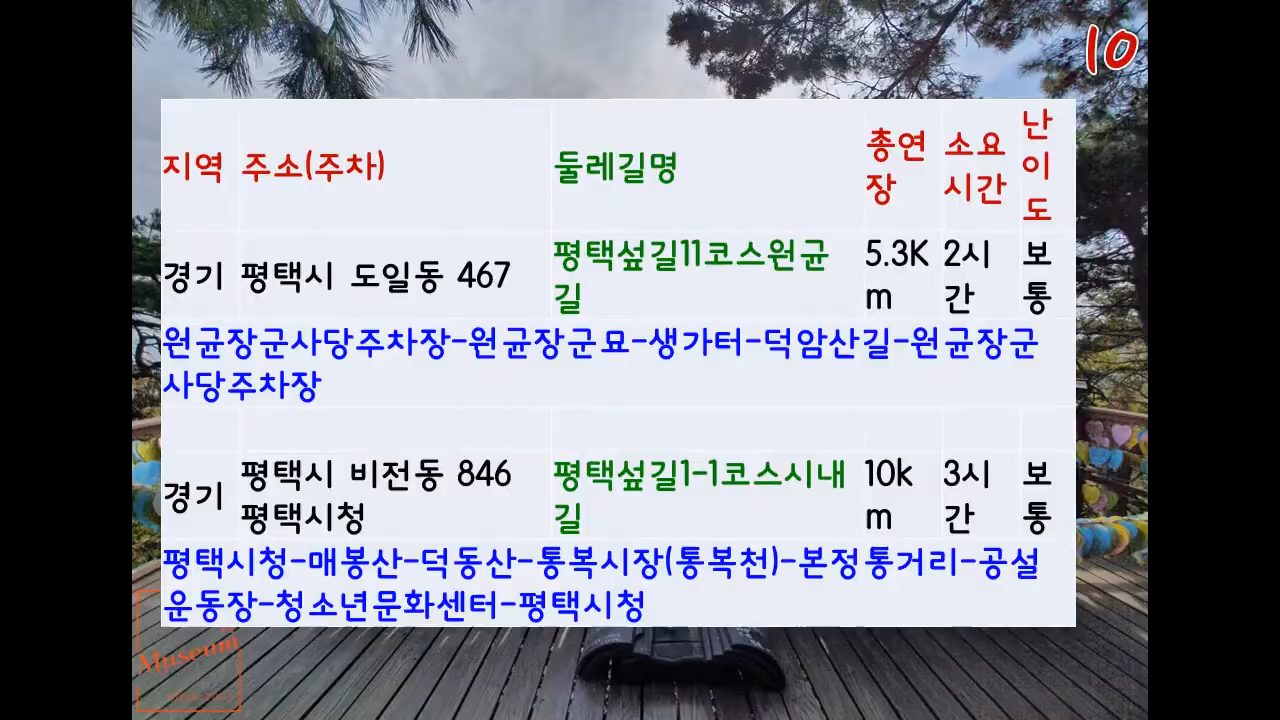 10
지역 주소(주차) 둘레길명 총연장 소요시간 난이도
경기 평택시 도일동 467 평택섶길11코스원균길 5.3Km 2시간 보통
원균장군사당주차장-원균장군묘-생가터-덕암산길-원균장군
사당주차장
경기 평택시 비전동 846 평택시청 평택섶길1-1코스시내길 10km 3시간 보통
평택시청-매봉산-덕동산-통복시장(통복천)-본정통거리-공설
운동장-청소년문화센터-평택시청
Museum